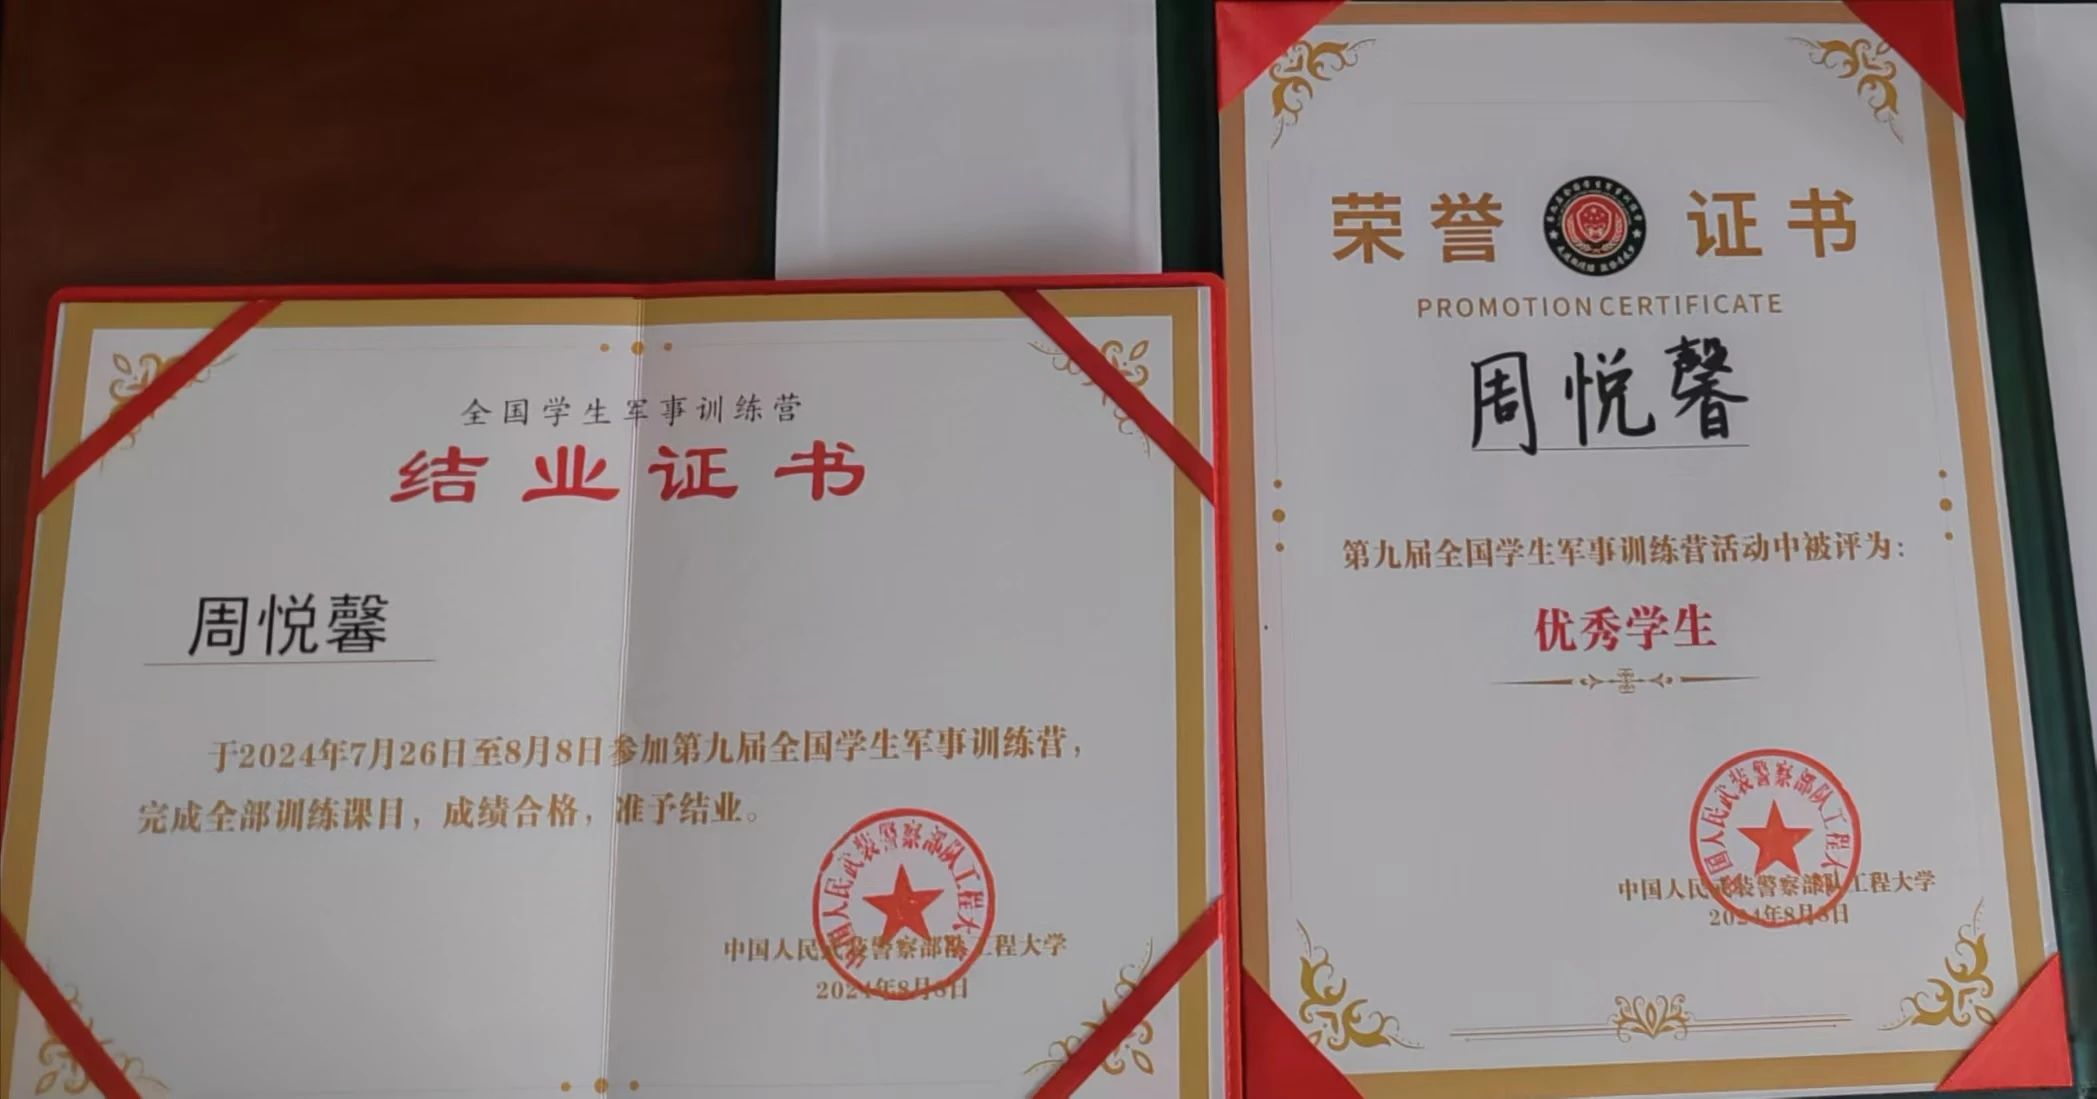 全国学生军事训练营
结业证书
周悦馨
于2024年7月26日至8月8日参加第九届全国学生军事训练营，
完成全部训练课目，成绩合格，准予结业。
中国人民武装警察部队工程大学
2024年8月8日
荣誉证书
PROMOTION CERTIFICATE
周悦馨
第九届全国学生军事训练营活动中被评为：
优秀学生
中国人民武装警察部队工程大学
2024年8月8日